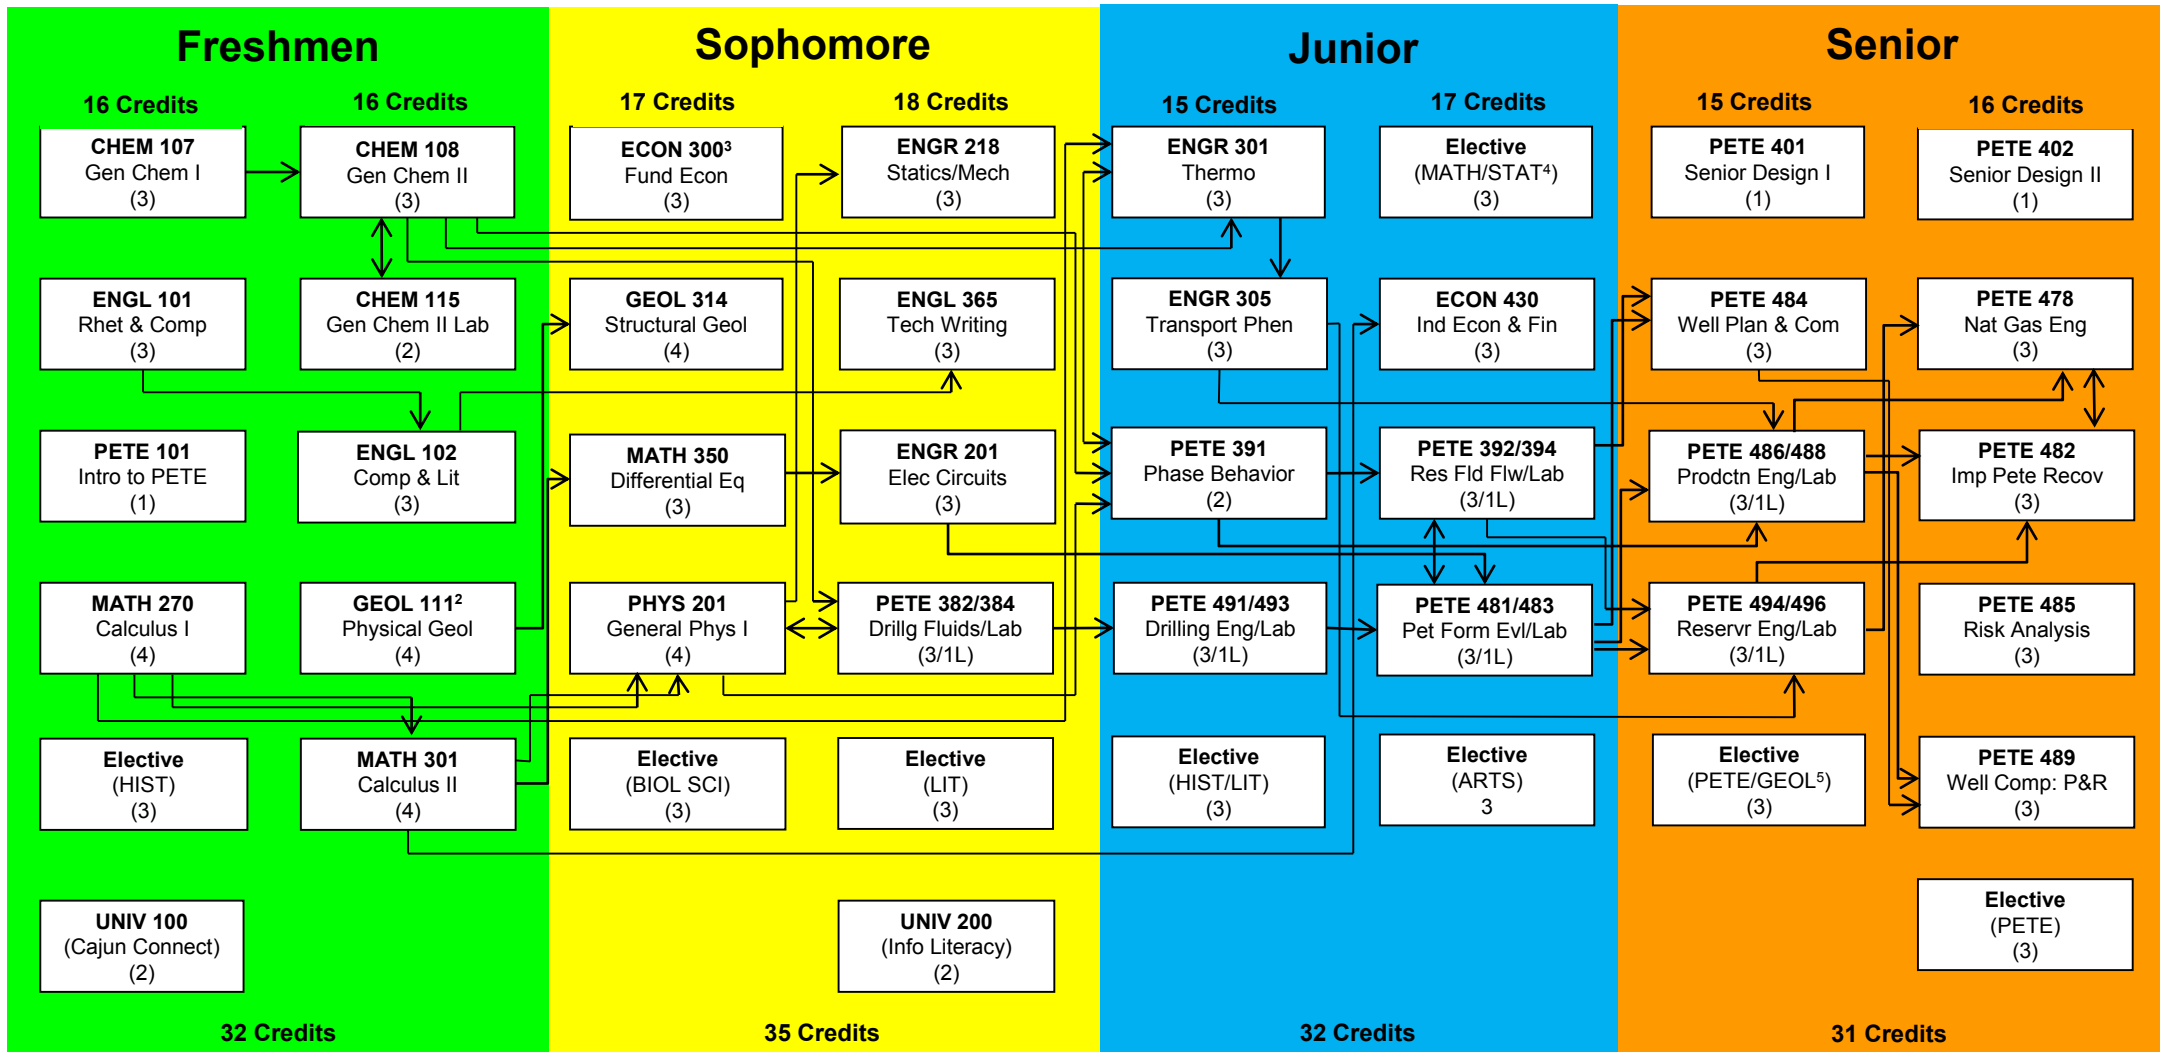 Freshmen
16 Credits
16 Credits
CHEM 107
Gen Chem I
(3)
CHEM 108
Gen Chem II
(3)
ENGL 101
Rhet & Comp
(3)
CHEM 115
Gen Chem II Lab
(2)
PETE 101
Intro to PETE
(1)
ENGL 102
Comp & Lit
(3)
MATH 270
Calculus I
(4)
GEOL 111²
Physical Geol
(4)
Elective
(HIST)
(3)
MATH 301
Calculus II
(4)
UNIV 100
(Cajun Connect)
(2)
32 Credits
Sophomore
17 Credits
18 Credits
ECON 300³
Fund Econ
(3)
ENGR 218
Statics/Mech
(3)
GEOL 314
Structural Geol
(4)
ENGL 365
Tech Writing
(3)
MATH 350
Differential Eq
(3)
ENGR 201
Elec Circuits
(3)
PHYS 201
General Phys I
(4)
PETE 382/384
Drillg Fluids/Lab
(3/1L)
Elective
(BIOL SCI)
(3)
Elective
(LIT)
(3)
UNIV 200
(Info Literacy)
(2)
35 Credits
Junior
15 Credits
17 Credits
ENGR 301
Thermo
(3)
Elective
(MATH/STAT⁴)
(3)
ENGR 305
Transport Phen
(3)
ECON 430
Ind Econ & Fin
(3)
PETE 391
Phase Behavior
(2)
PETE 392/394
Res Fld Flw/Lab
(3/1L)
PETE 491/493
Drilling Eng/Lab
(3/1L)
PETE 481/483
Pet Form Evl/Lab
(3/1L)
Elective
(HIST/LIT)
(3)
Elective
(ARTS)
3
32 Credits
Senior
15 Credits
16 Credits
PETE 401
Senior Design I
(1)
PETE 402
Senior Design II
(1)
PETE 484
Well Plan & Com
(3)
PETE 478
Nat Gas Eng
(3)
PETE 486/488
Prodctn Eng/Lab
(3/1L)
PETE 482
Imp Pete Recov
(3)
PETE 494/496
Reservr Eng/Lab
(3/1L)
PETE 485
Risk Analysis
(3)
Elective
(PETE/GEOL⁵)
(3)
PETE 489
Well Comp: P&R
(3)
Elective
(PETE)
(3)
31 Credits